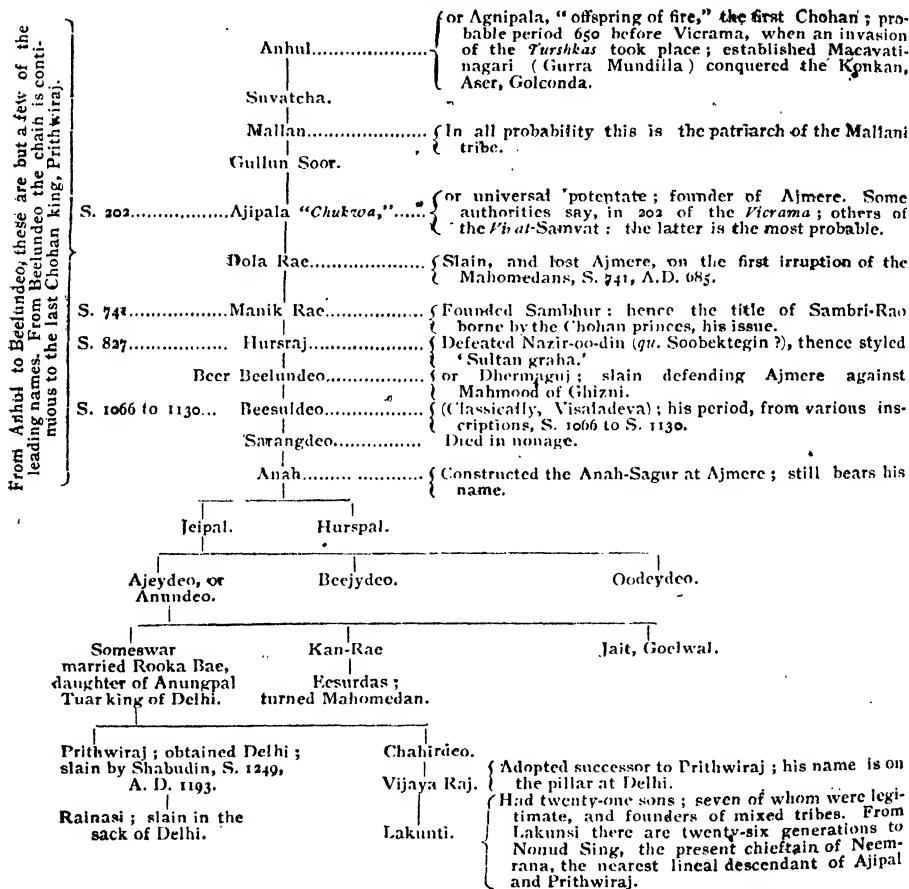 From Anhul to Beelundeo, these are but a few of the
leading names. From Beelundeo the chain is conti-
nuous to the last Chohan king, Prithwiraj.
Anhul.................. or Agnipala, "offspring of fire," the first Chohan; pro-
bable period 650 before Vicrama, when an invasion
of the Turshkas took place; established Macavati-
nagari (Gurra Mundilla) conquered the Konkan,
Aser, Golconda.
Suvatcha.
Mallan............... In all probability this is the patriarch of the Mallani
tribe.
Gullun Soor.
S. 202............... Ajipala "Chukwa,"...... or universal potentate; founder of Ajmere. Some
authorities say, in 202 of the Vicrama; others of
the Virat-Samvat: the latter is the most probable.
Dola Rae............... Slain, and lost Ajmere, on the first irruption of the
Mahomedans, S. 741, A.D. 685.
S. 741............... Manik Rae............ Founded Sambhur: hence the title of Sambri-Rao
borne by the Chohan princes, his issue.
S. 827............... Hursraj............... Defeated Nazir-oo-din (qu. Soobektegin?), thence styled
'Sultan graha.'
Beer Beelundeo............ or Dhermaguj; slain defending Ajmere against
Mahmood of Ghizni.
S. 1066 to 1130... Beesuldeo............ (Classically, Visaladeva); his period, from various ins-
criptions, S. 1066 to S. 1130.
Sarangdeo............... Died in nonage.
Anah......... ............ Constructed the Anah-Sagur at Ajmere; still bears his
name.
Jeipal. Hurspal.
Ajeydeo, or Beejydeo. Oodeydeo.
Anundeo.
Someswar Kan-Rae Jait, Goelwal.
married Rooka Bae,
daughter of Anungpal Eesurdas;
Tuar king of Delhi. turned Mahomedan.
Prithwiraj; obtained Delhi; Chahirdeo.
slain by Shabudin, S. 1249,
A. D. 1193.
Vijaya Raj. Adopted successor to Prithwiraj; his name is on
the pillar at Delhi.
Rainasi; slain in the
sack of Delhi.
Lakunti. Had twenty-one sons; seven of whom were legi-
timate, and founders of mixed tribes. From
Lakunsi there are twenty-six generations to
Nonud Sing, the present chieftain of Neem-
rana, the nearest lineal descendant of Ajipal
and Prithwiraj.